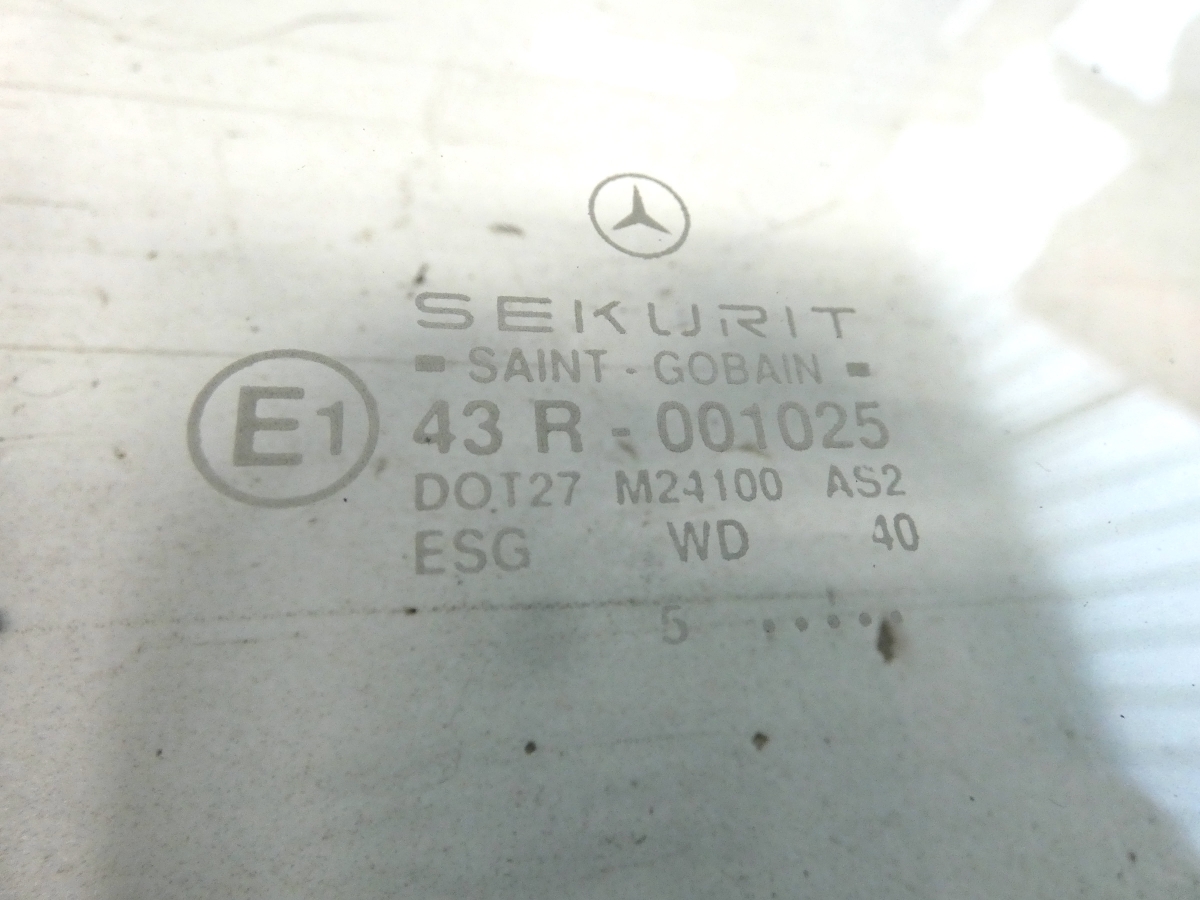 SEKURIT
SAINT - GOBAIN
E1
43 R - 001025
DOT27 M24100 AS2
ESG WD 40
5 .....